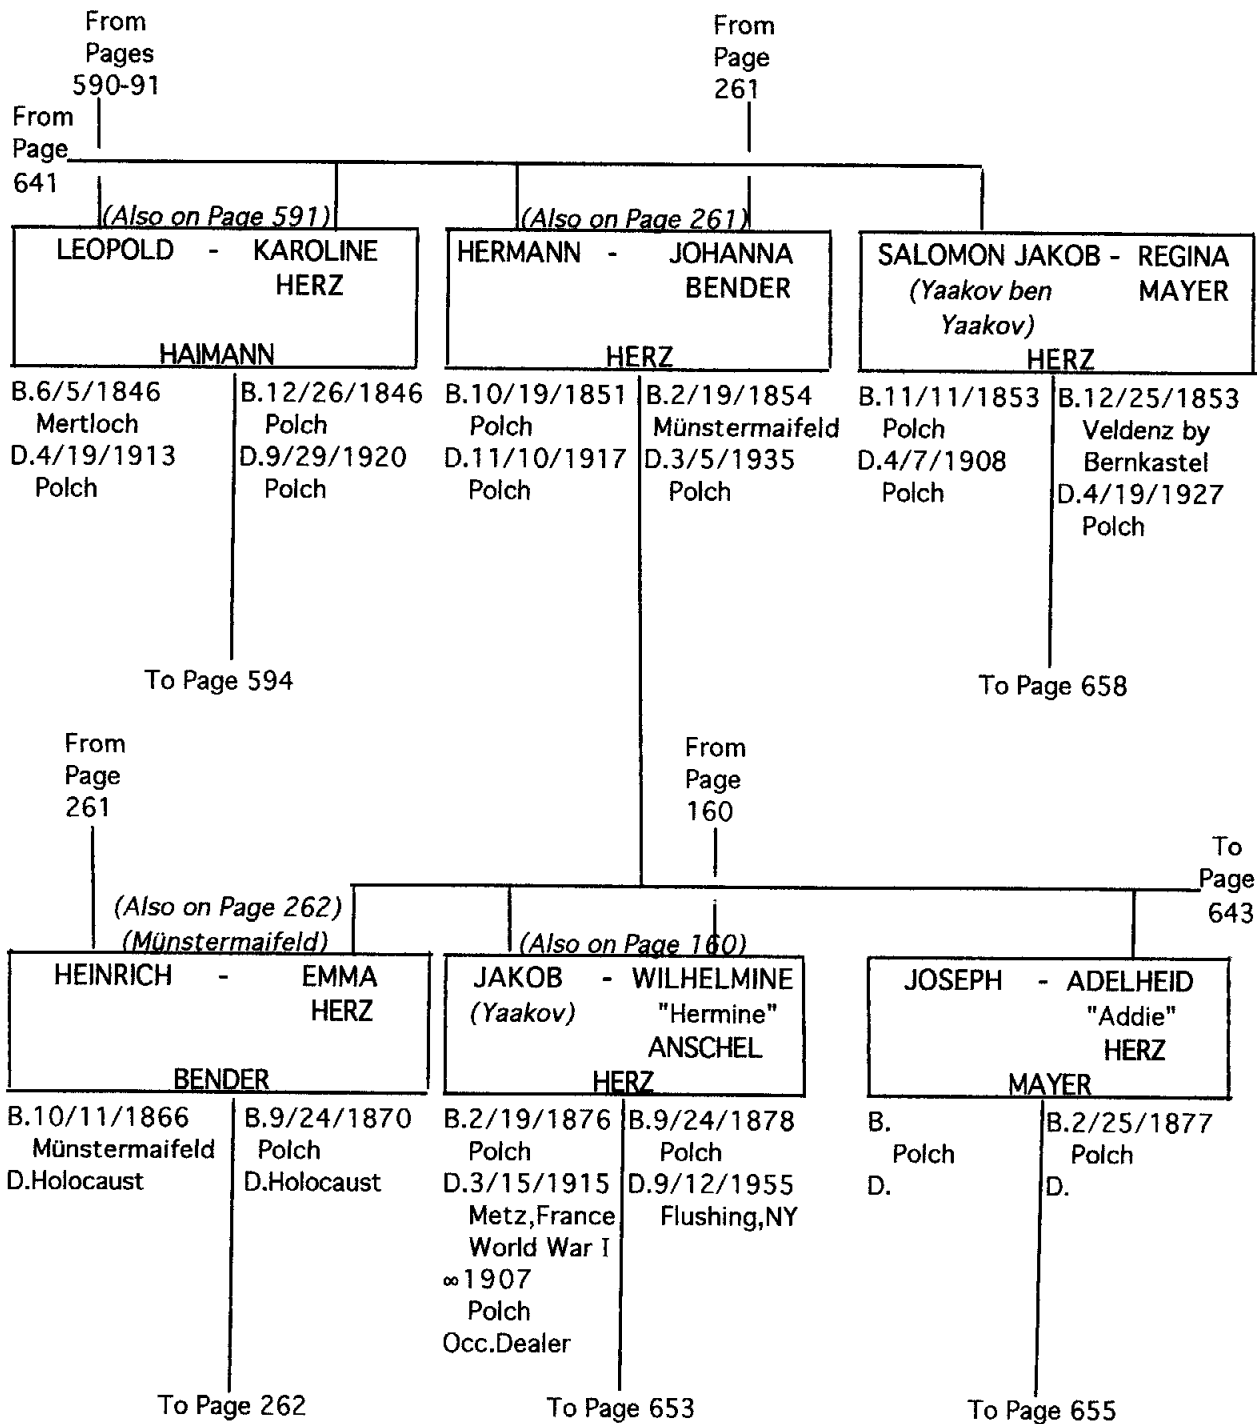 From
Pages
590-91
From
Page
261
From
Page
641
(Also on Page 591)
(Also on Page 261)
LEOPOLD - KAROLINE
HERZ
HAIMANN
B.6/5/1846
Mertloch
D.4/19/1913
Polch
B.12/26/1846
Polch
D.9/29/1920
Polch
To Page 594
HERMANN - JOHANNA
BENDER
HERZ
B.10/19/1851
Polch
D.11/10/1917
Polch
B.2/19/1854
Münstermaifeld
D.3/5/1935
Polch
SALOMON JAKOB - REGINA
(Yaakov ben MAYER
Yaakov)
HERZ
B.11/11/1853
Polch
D.4/7/1908
Polch
B.12/25/1853
Veldenz by
Bernkastel
D.4/19/1927
Polch
To Page 658
From
Page
261
From
Page
160
To
Page
643
(Also on Page 262)
(Münstermaifeld)
(Also on Page 160)
HEINRICH - EMMA
HERZ
BENDER
B.10/11/1866
Münstermaifeld
D.Holocaust
B.9/24/1870
Polch
D.Holocaust
To Page 262
JAKOB - WILHELMINE
(Yaakov) "Hermine"
ANSCHEL
HERZ
B.2/19/1876
Polch
D.3/15/1915
Metz,France
World War I
∞1907
Polch
Occ.Dealer
B.9/24/1878
Polch
D.9/12/1955
Flushing,NY
To Page 653
JOSEPH - ADELHEID
"Addie"
HERZ
MAYER
B.
Polch
D.
B.2/25/1877
Polch
D.
To Page 655